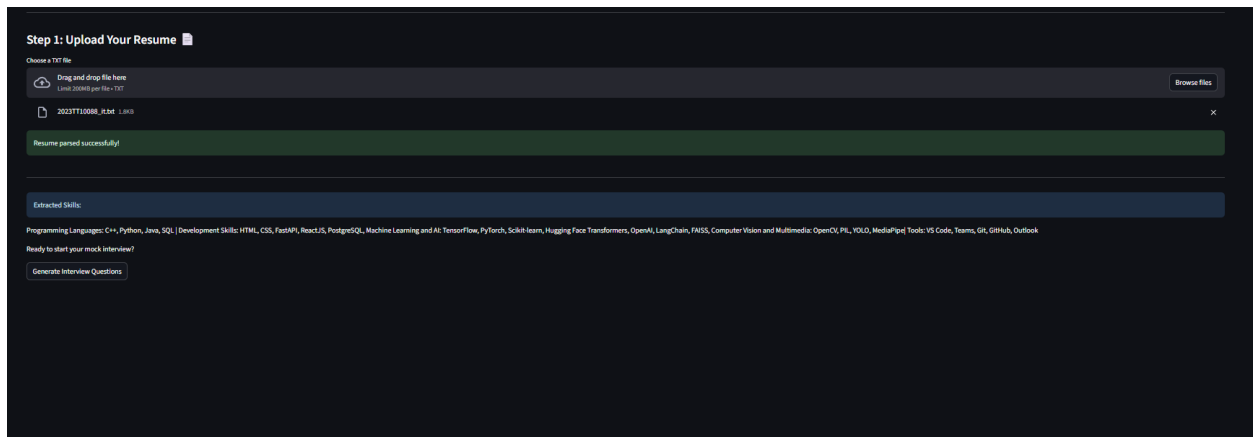 Step 1: Upload Your Resume
Choose a TXT file
Drag and drop file here
Limit 200MB per file • TXT
Browse files
2023TT10088_it.txt 1.8KB
Resume parsed successfully!
Extracted Skills:
Programming Languages: C++, Python, Java, SQL | Development Skills: HTML, CSS, FastAPI, ReactJS, PostgreSQL, Machine Learning and AI: TensorFlow, PyTorch, Scikit-learn, Hugging Face Transformers, OpenAI, LangChain, FAISS, Computer Vision and Multimedia: OpenCV, PIL, YOLO, MediaPipe| Tools: VS Code, Teams, Git, GitHub, Outlook
Ready to start your mock interview?
Generate Interview Questions